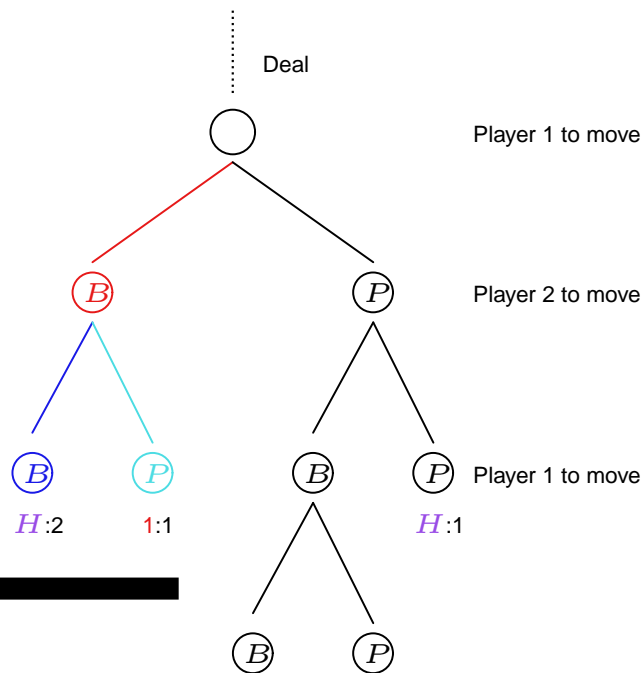 Deal
Player 1 to move
B P Player 2 to move
B P B P Player 1 to move
H:2 1:1 H:1
B P